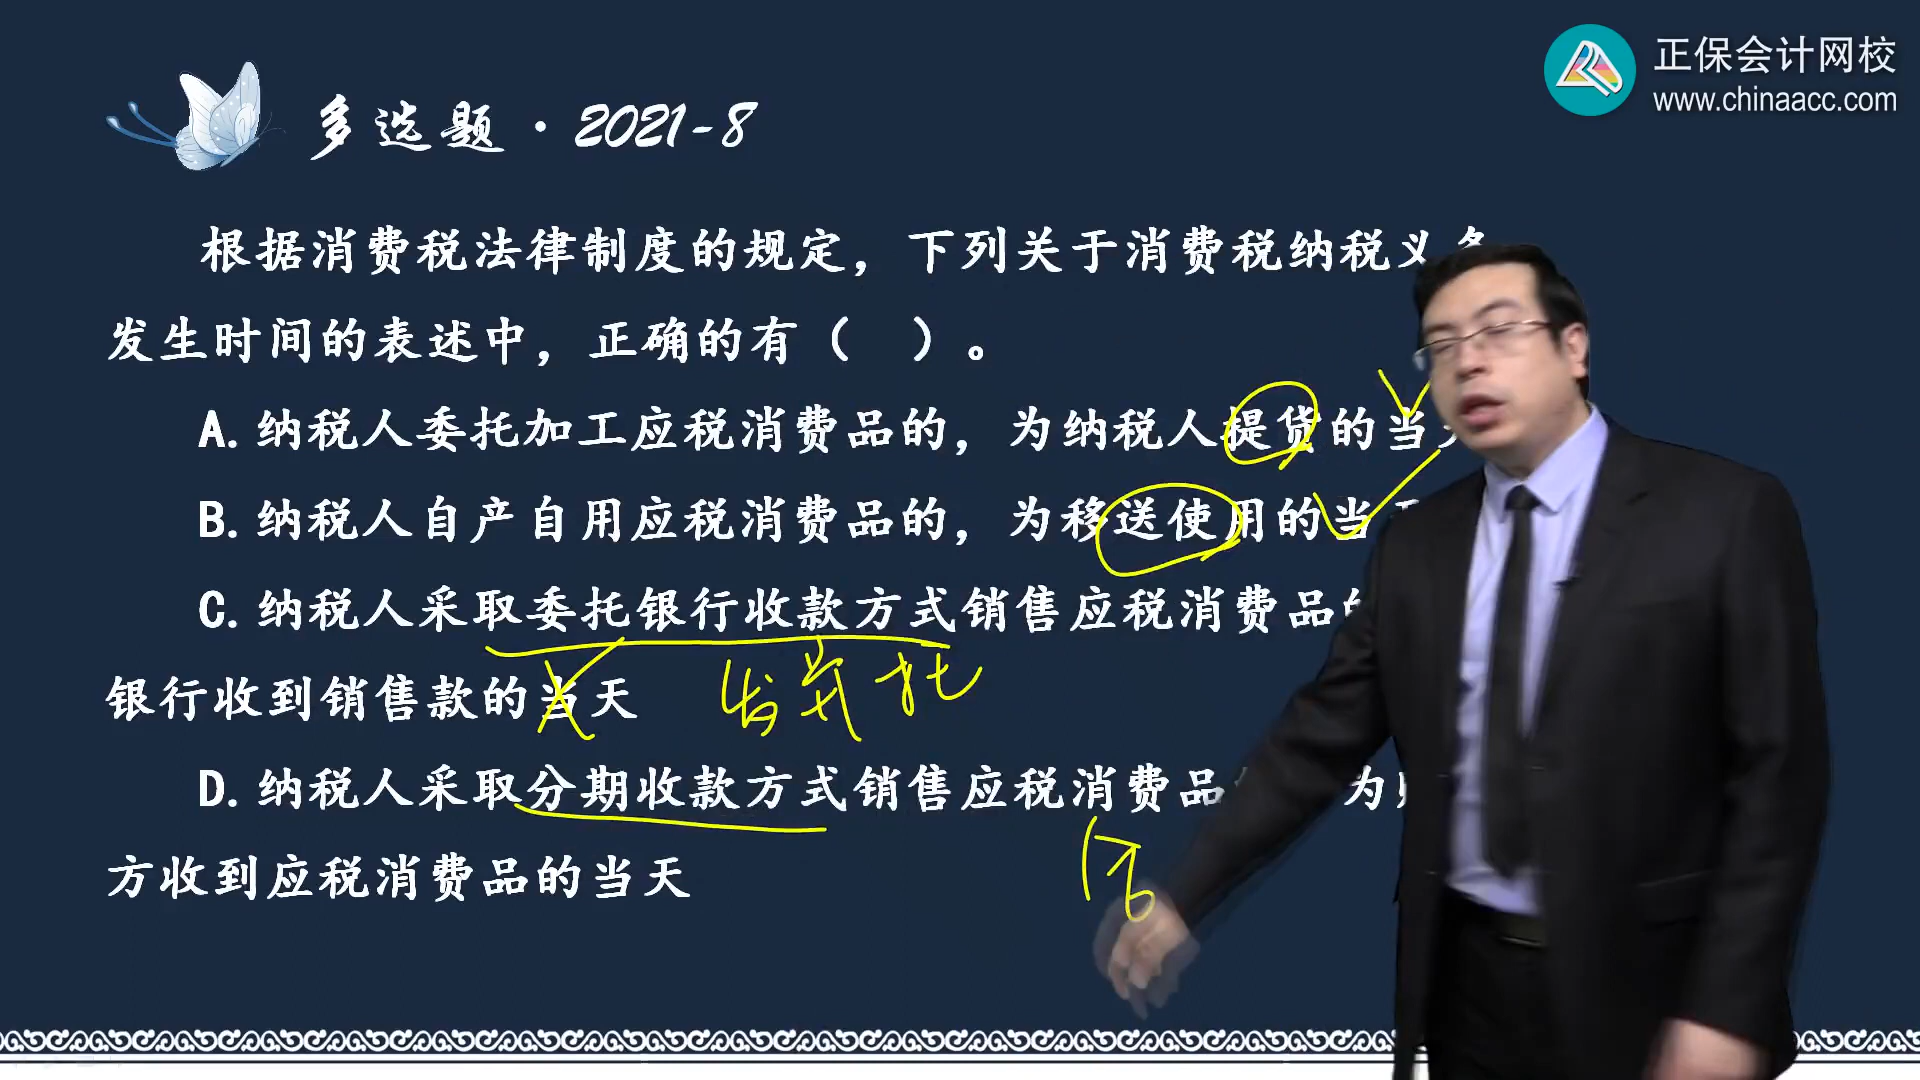 正保会计网校
www.chinaacc.com
多选题·2021-8
根据消费税法律制度的规定，下列关于消费税纳税义
发生时间的表述中，正确的有（ ）。
A.纳税人委托加工应税消费品的，为纳税人提货的当天
B.纳税人自产自用应税消费品的，为移送使用的当天
C.纳税人采取委托银行收款方式销售应税消费品的
银行收到销售款的当天
发货 托
D.纳税人采取分期收款方式销售应税消费品 为
方收到应税消费品的当天